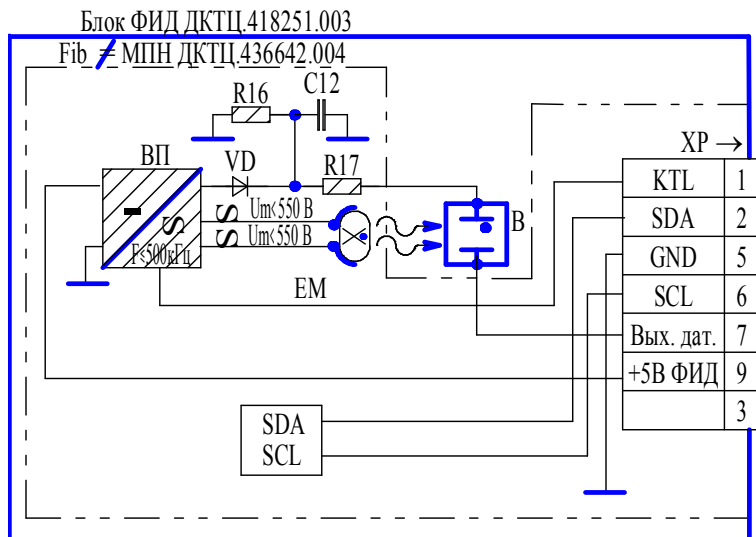 Блок ФИД ДКТЦ.418251.003
Fib = МПН ДКТЦ.436642.004
C12
R16
ХР →
ВП
VD
R17
KTL 1
Um<550 В
SDA 2
В
Um<550 В
GND 5
F≤500кГц
ЕМ
SCL 6
Вых. дат. 7
+5В ФИД 9
3
SDA
SCL